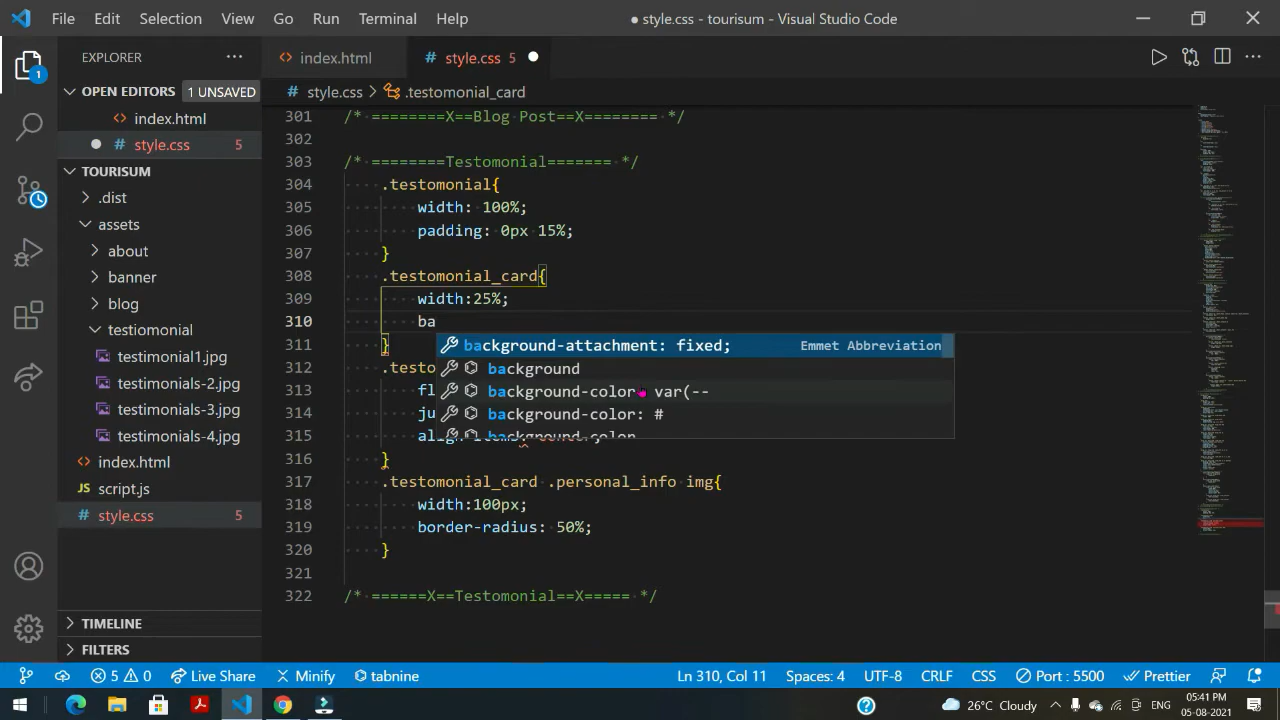 File Edit Selection View Go Run Terminal Help
● style.css - tourisum - Visual Studio Code
EXPLORER ...
index.html
# style.css 5 ●
OPEN EDITORS 1 UNSAVED
index.html
● # style.css 5
TOURISUM
.dist
assets
about
banner
blog
testiomonial
testimonial1.jpg
testimonials-2.jpg
testimonials-3.jpg
testimonials-4.jpg
index.html
JS script.js
# style.css 5
TIMELINE
FILTERS
# style.css > .testomonial_card
301 /* ========X==Blog Post==X======== */
302
303 /* ========Testomonial======= */
304 .testomonial{
305 width: 100%;
306 padding: 0px 15%;
307 }
308 .testomonial_card{
309 width:25%;
310 ba
311 }
background-attachment: fixed; Emmet Abbreviation
background
background-color: var(--
background-color: #
background-color
312 .testo
313 fl
314 ju
315
316 }
317 .testomonial_card .personal_info img{
318 width:100px;
319 border-radius: 50%;
320 }
321
322 /* ======X==Testomonial==X===== */
1
5 0 Live Share Minify tabnine
Ln 310, Col 11 Spaces: 4 UTF-8 CRLF CSS Port : 5500 Prettier
26°C Cloudy ENG 05:41 PM
05-08-2021